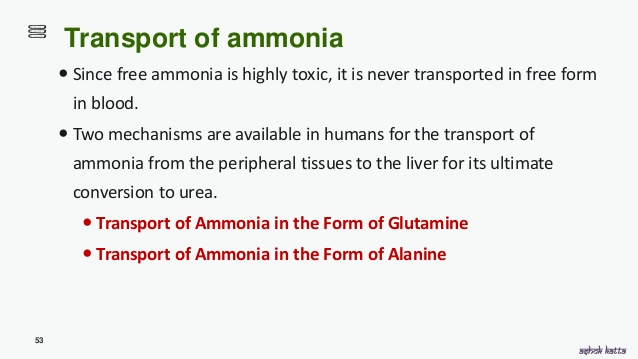 Transport of ammonia
• Since free ammonia is highly toxic, it is never transported in free form
in blood.
• Two mechanisms are available in humans for the transport of
ammonia from the peripheral tissues to the liver for its ultimate
conversion to urea.
• Transport of Ammonia in the Form of Glutamine
• Transport of Ammonia in the Form of Alanine
53
ashok katta